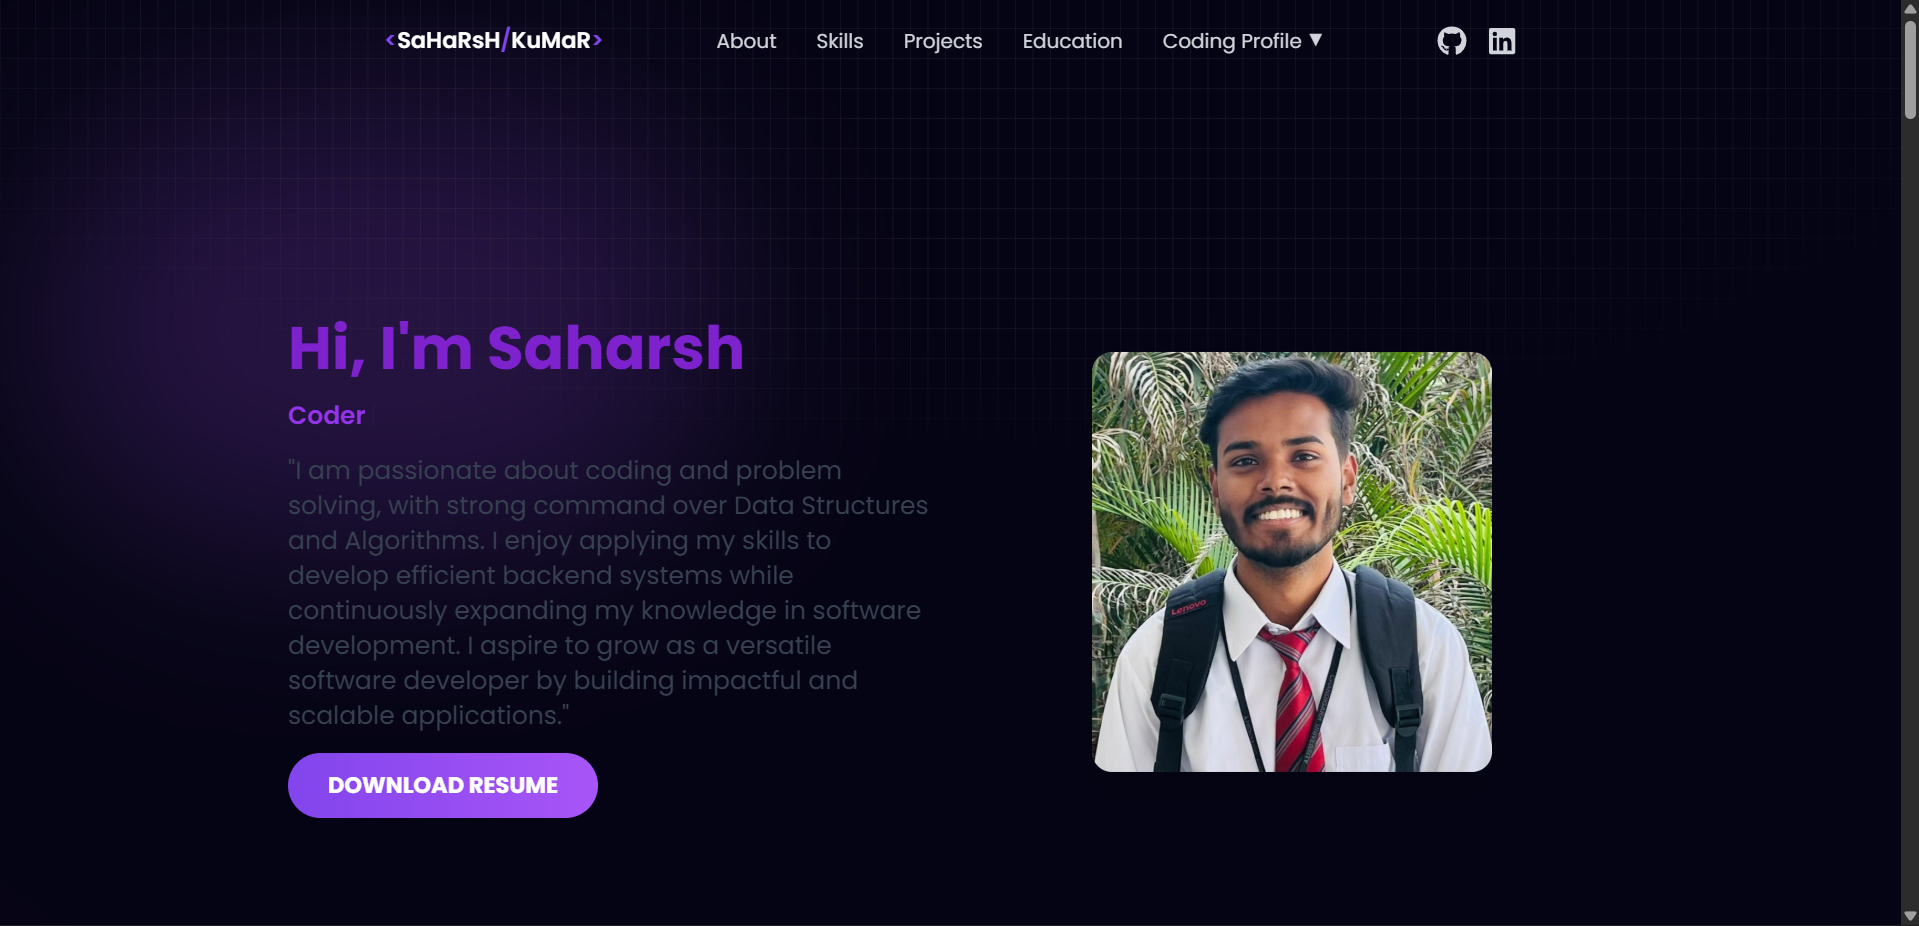 <SaHaRsH/KuMaR>
About Skills Projects Education Coding Profile ▼
Hi, I'm Saharsh
Coder
"I am passionate about coding and problem
solving, with strong command over Data Structures
and Algorithms. I enjoy applying my skills to
develop efficient backend systems while
continuously expanding my knowledge in software
development. I aspire to grow as a versatile
software developer by building impactful and
scalable applications."
DOWNLOAD RESUME
Lenovo